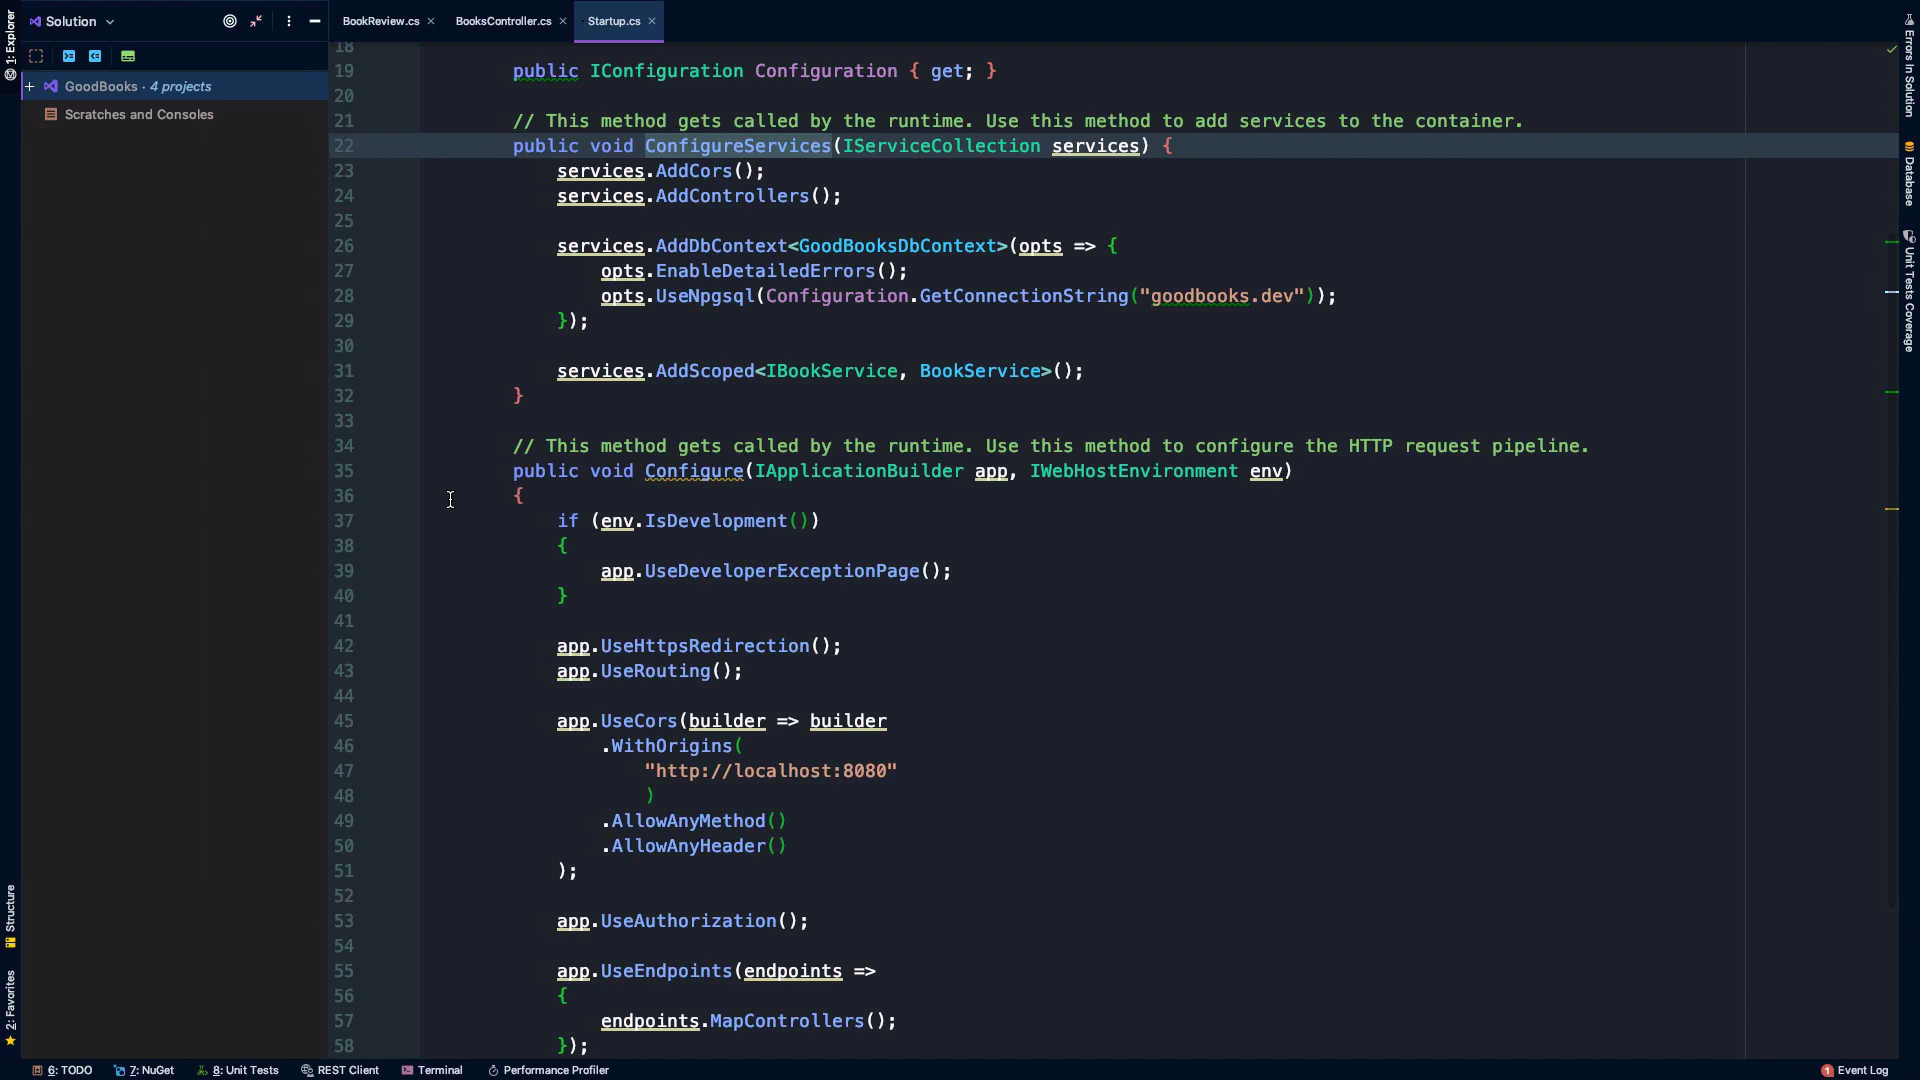 1: Explorer
Solution
BookReview.cs
BooksController.cs
Startup.cs
GoodBooks · 4 projects
Scratches and Consoles
18
19 public IConfiguration Configuration { get; }
20
21 // This method gets called by the runtime. Use this method to add services to the container.
22 public void ConfigureServices(IServiceCollection services) {
23 services.AddCors();
24 services.AddControllers();
25
26 services.AddDbContext<GoodBooksDbContext>(opts => {
27 opts.EnableDetailedErrors();
28 opts.UseNpgsql(Configuration.GetConnectionString("goodbooks.dev"));
29 });
30
31 services.AddScoped<IBookService, BookService>();
32 }
33
34 // This method gets called by the runtime. Use this method to configure the HTTP request pipeline.
35 public void Configure(IApplicationBuilder app, IWebHostEnvironment env)
36 {
37 if (env.IsDevelopment())
38 {
39 app.UseDeveloperExceptionPage();
40 }
41
42 app.UseHttpsRedirection();
43 app.UseRouting();
44
45 app.UseCors(builder => builder
46 .WithOrigins(
47 "http://localhost:8080"
48 )
49 .AllowAnyMethod()
50 .AllowAnyHeader()
51 );
52
53 app.UseAuthorization();
54
55 app.UseEndpoints(endpoints =>
56 {
57 endpoints.MapControllers();
58 });
Errors In Solution
Database
Unit Tests Coverage
Structure
2: Favorites
6: TODO
7: NuGet
8: Unit Tests
REST Client
Terminal
Performance Profiler
1 Event Log